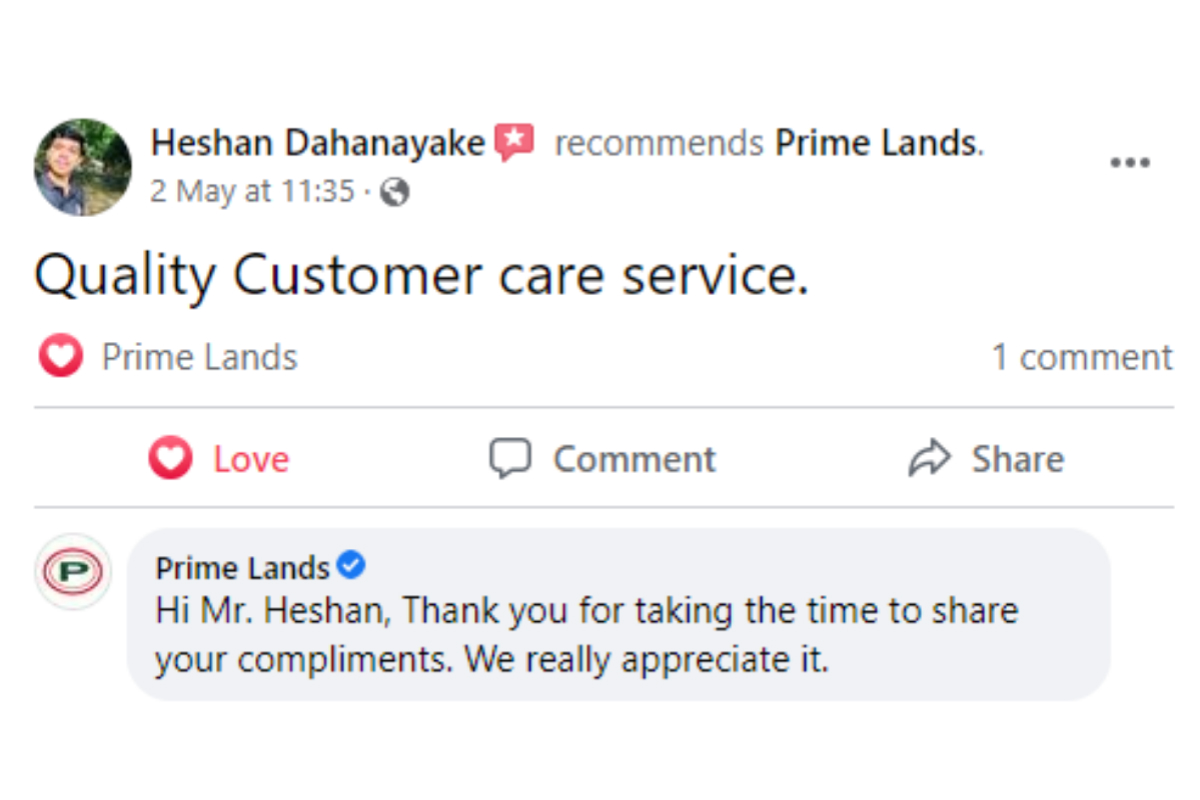 Heshan Dahanayake recommends Prime Lands.
2 May at 11:35 ·
Quality Customer care service.
Prime Lands 1 comment
Love Comment Share
P
Prime Lands
Hi Mr. Heshan, Thank you for taking the time to share
your compliments. We really appreciate it.